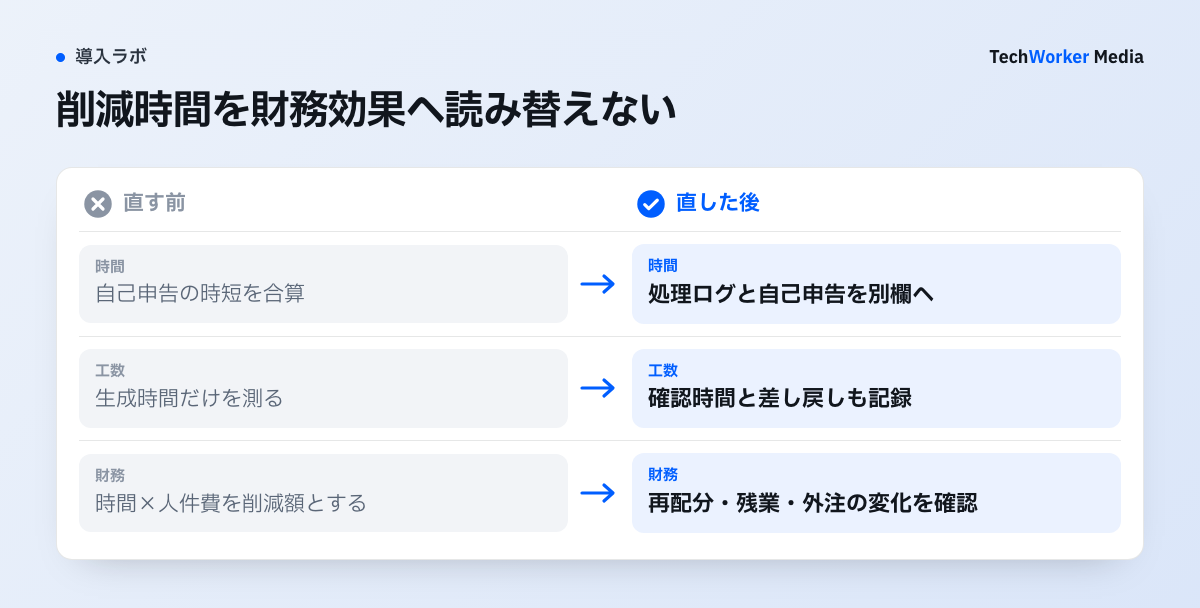 導入ラボ
TechWorker Media
削減時間を財務効果へ読み替えない
直す前
直した後
時間
自己申告の時短を合算
時間
処理ログと自己申告を別欄へ
工数
生成時間だけを測る
工数
確認時間と差し戻しも記録
財務
時間×人件費を削減額とする
財務
再配分・残業・外注の変化を確認